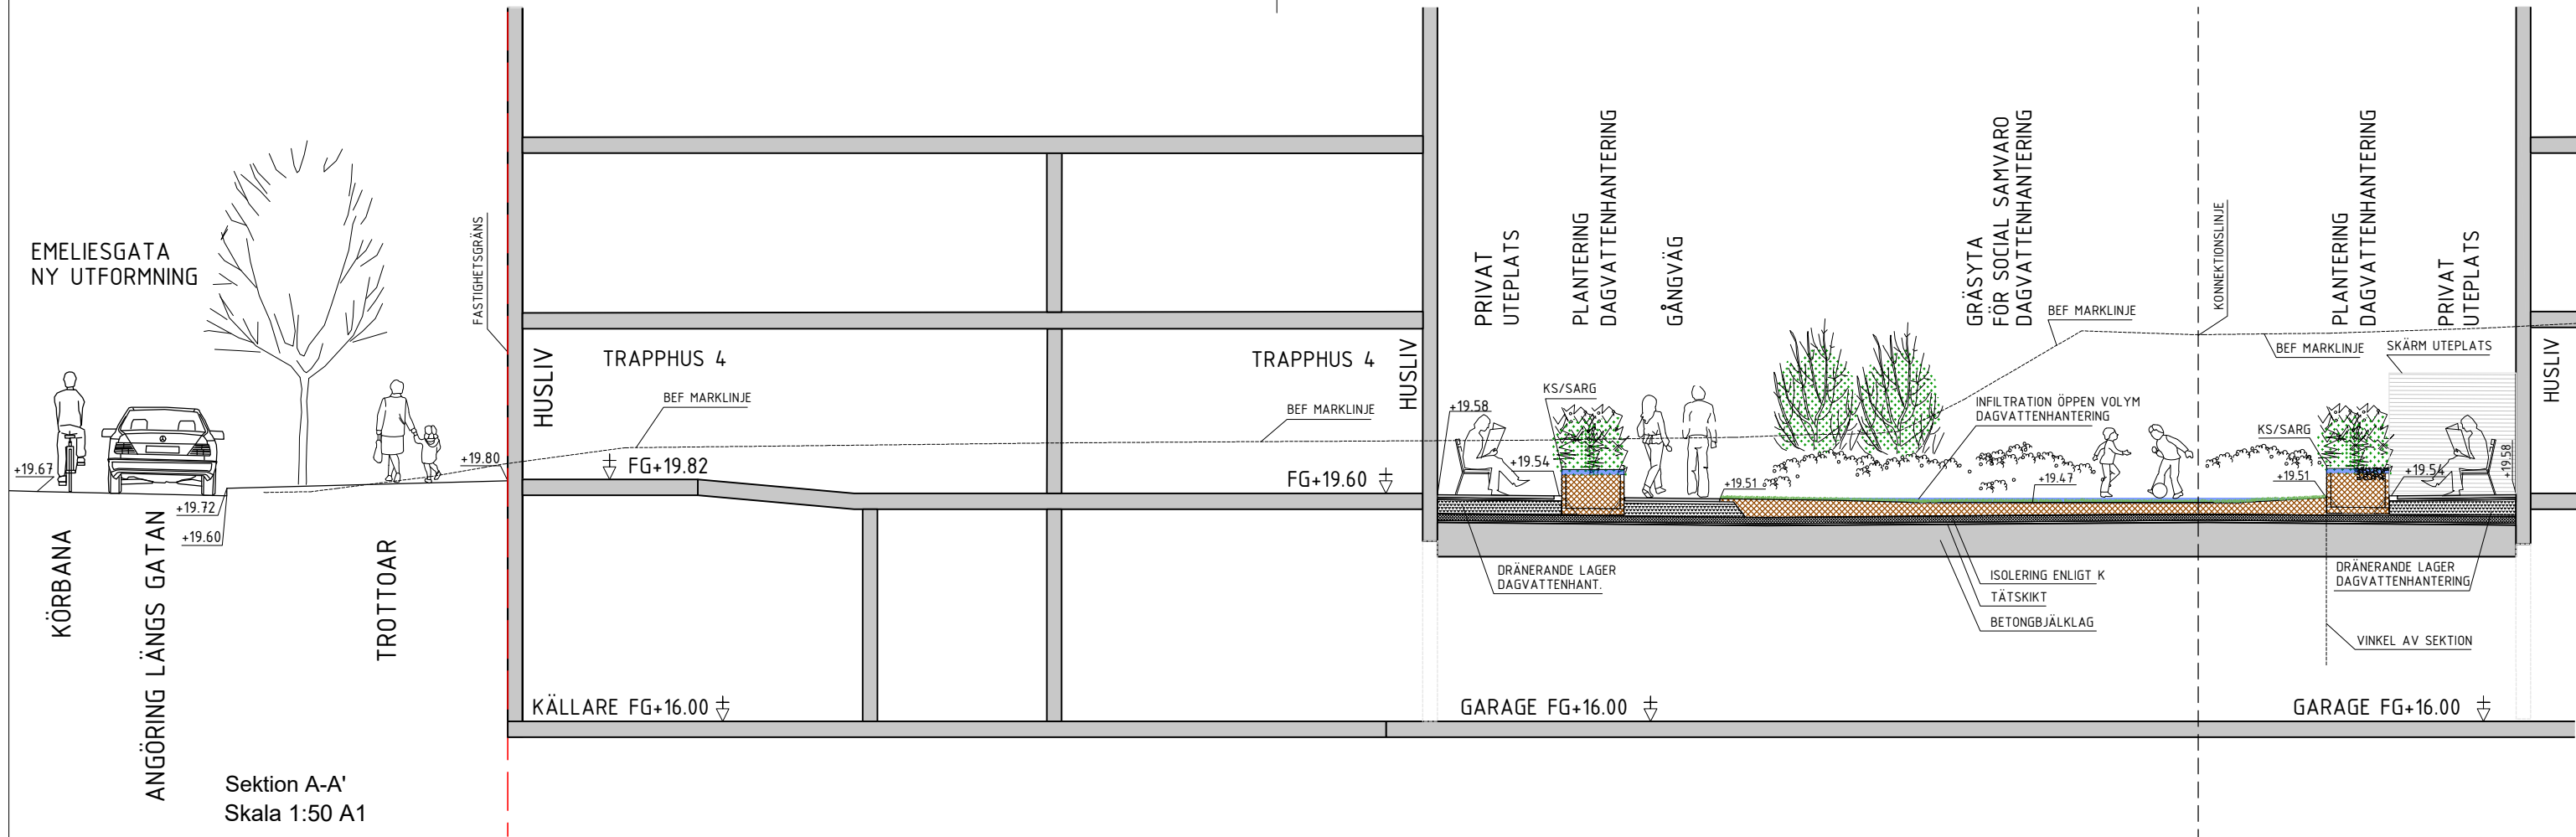 EMELIESGATA
NY UTFORMNING
+19.67
+19.72
+19.60
+19.80
KÖRBANA
ANGÖRING LÄNGS GATAN
TROTTOAR
FASTIGHETSGRÄNS
HUSLIV
TRAPPHUS 4
BEF MARKLINJE
FG+19.82
TRAPPHUS 4
BEF MARKLINJE
FG+19.60
HUSLIV
KÄLLARE FG+16.00
PRIVAT
UTEPLATS
PLANTERING
DAGVATTENHANTERING
GÅNGVÄG
GRÄSYTA
FÖR SOCIAL SAMVARO
DAGVATTENHANTERING
BEF MARKLINJE
KONNEKTIONSLINJE
BEF MARKLINJE
PLANTERING
DAGVATTENHANTERING
PRIVAT
UTEPLATS
SKÄRM UTEPLATS
HUSLIV
KS/SARG
+19.58
+19.54
+19.51
INFILTRATION ÖPPEN VOLYM
DAGVATTENHANTERING
+19.47
KS/SARG
+19.51
+19.54
+19.58
DRÄNERANDE LAGER
DAGVATTENHANT.
ISOLERING ENLIGT K
TÄTSKIKT
BETONGBJÄLKLAG
DRÄNERANDE LAGER
DAGVATTENHANTERING
VINKEL AV SEKTION
GARAGE FG+16.00
GARAGE FG+16.00
Sektion A-A'
Skala 1:50 A1